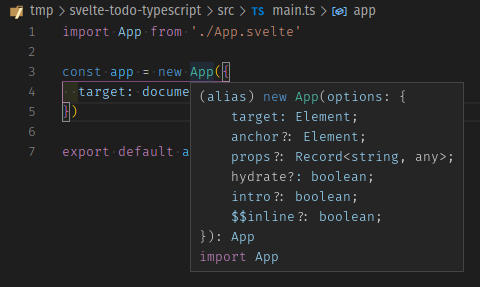 tmp > svelte-todo-typescript > src > TS main.ts > app
1 import App from './App.svelte'
2
3 const app = new App({
4 target: docume
5 })
6
7 export default a
(alias) new App(options: {
target: Element;
anchor?: Element;
props?: Record<string, any>;
hydrate?: boolean;
intro?: boolean;
$$inline?: boolean;
}): App
import App